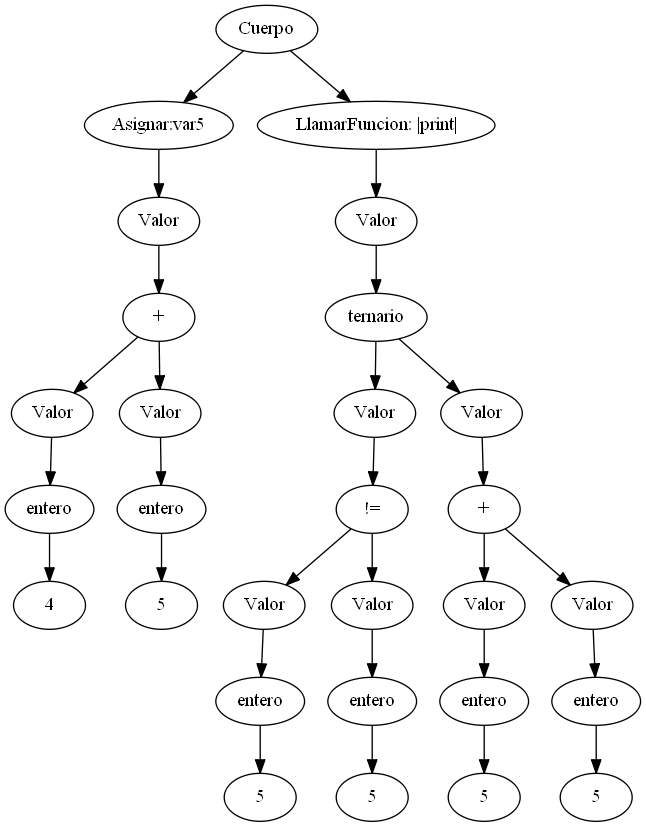 Cuerpo
Asignar:var5 LlamarFuncion: |print|
Valor Valor
+ ternario
Valor Valor Valor Valor
entero entero != +
4 5 Valor Valor Valor Valor
entero entero entero entero
5 5 5 5